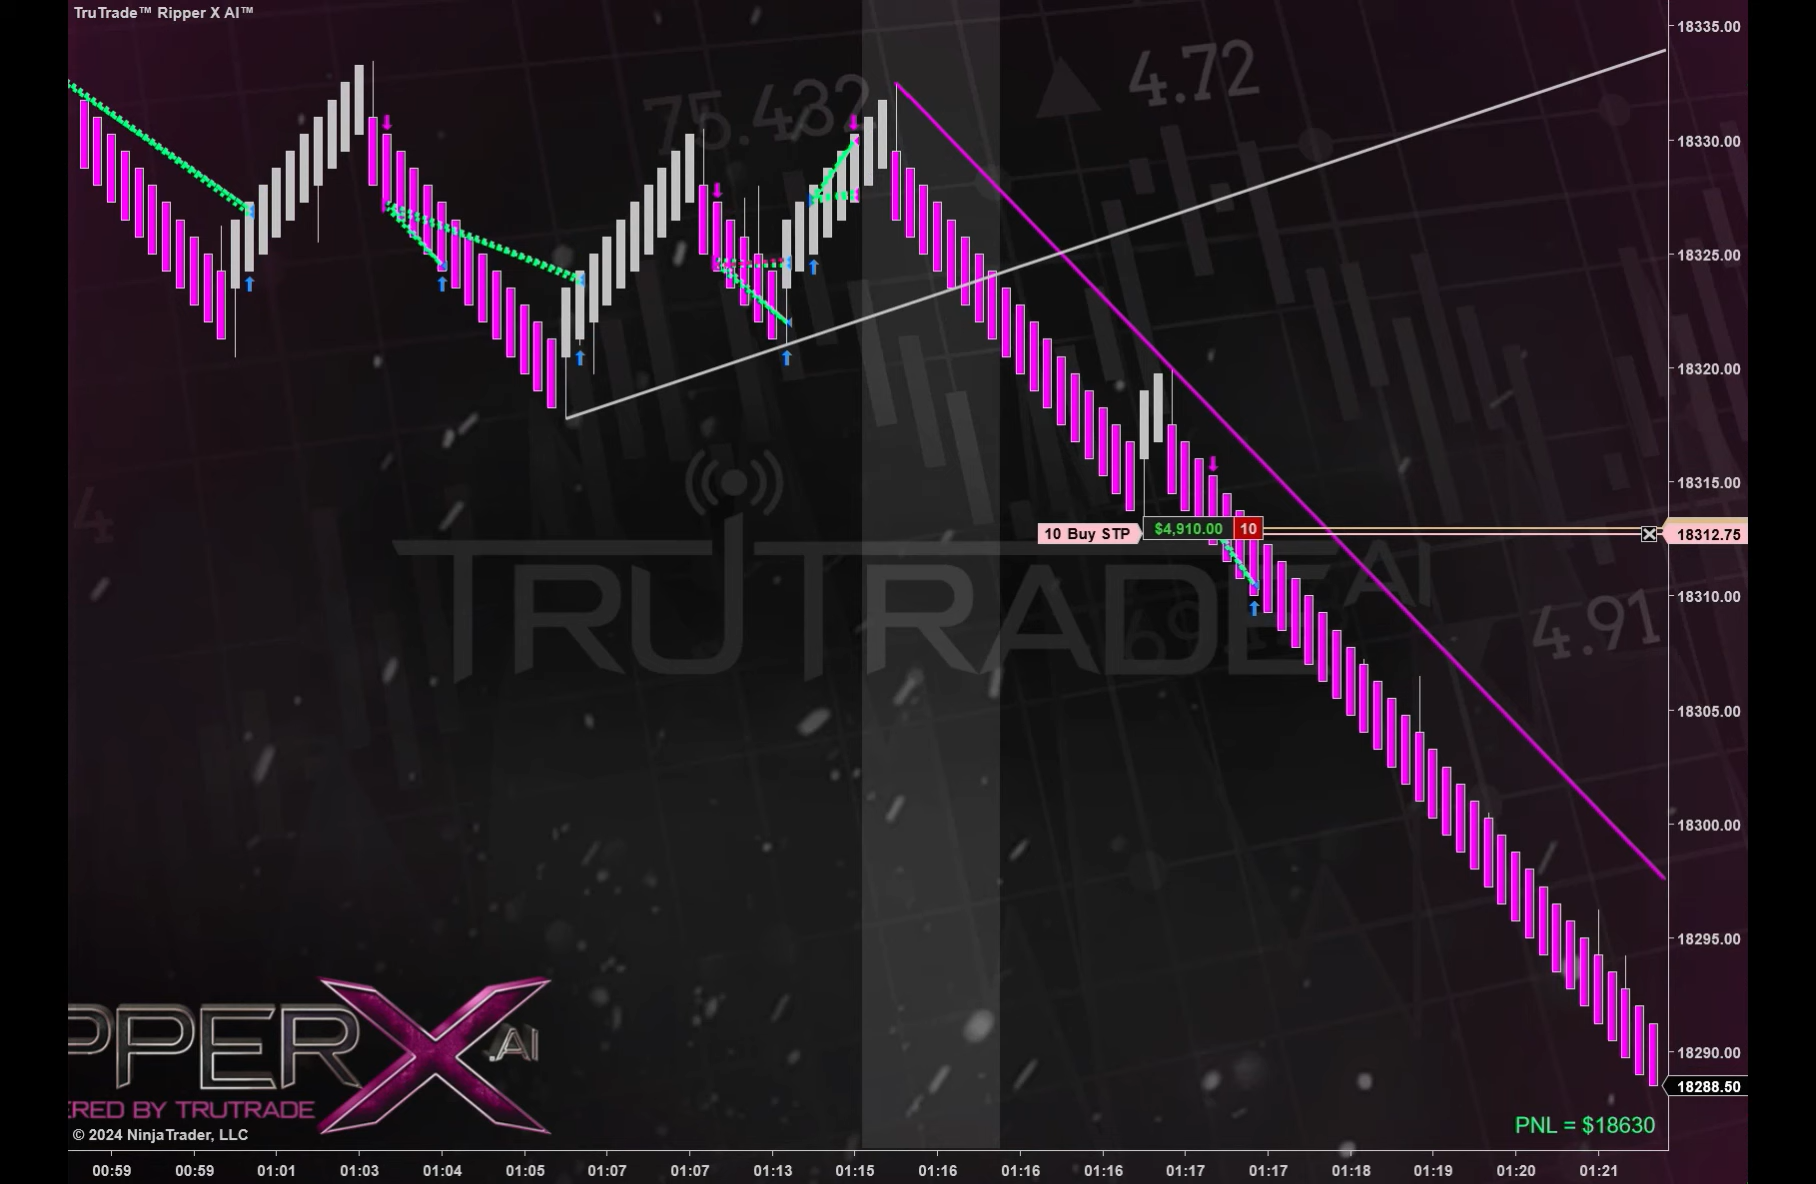 TruTrade™ Ripper X AI™
18335.00
75.432
4.72
18330.00
18325.00
18320.00
18315.00
4
10 Buy STP
$4,910.00
10
18312.75
TRUTRADE AI
18310.00
4.91
18305.00
18300.00
18295.00
18290.00
18288.50
PPERX.AI
ERED BY TRUTRADE
PNL = $18630
© 2024 NinjaTrader, LLC
00:59 00:59 01:01 01:03 01:04 01:05 01:07 01:07 01:13 01:15 01:16 01:16 01:16 01:17 01:17 01:18 01:19 01:20 01:21